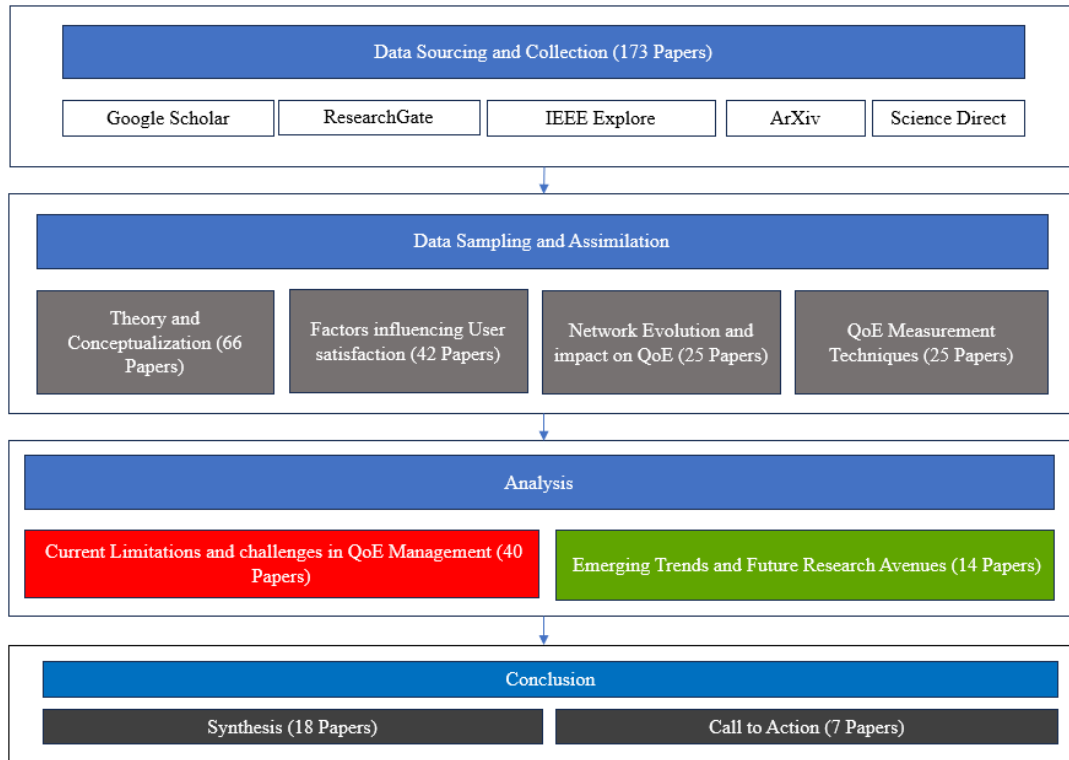 Data Sourcing and Collection (173 Papers)
Google Scholar
ResearchGate
IEEE Explore
ArXiv
Science Direct
Data Sampling and Assimilation
Theory and
Conceptualization (66
Papers)
Factors influencing User
satisfaction (42 Papers)
Network Evolution and
impact on QoE (25 Papers)
QoE Measurement
Techniques (25 Papers)
Analysis
Current Limitations and challenges in QoE Management (40
Papers)
Emerging Trends and Future Research Avenues (14 Papers)
Conclusion
Synthesis (18 Papers)
Call to Action (7 Papers)